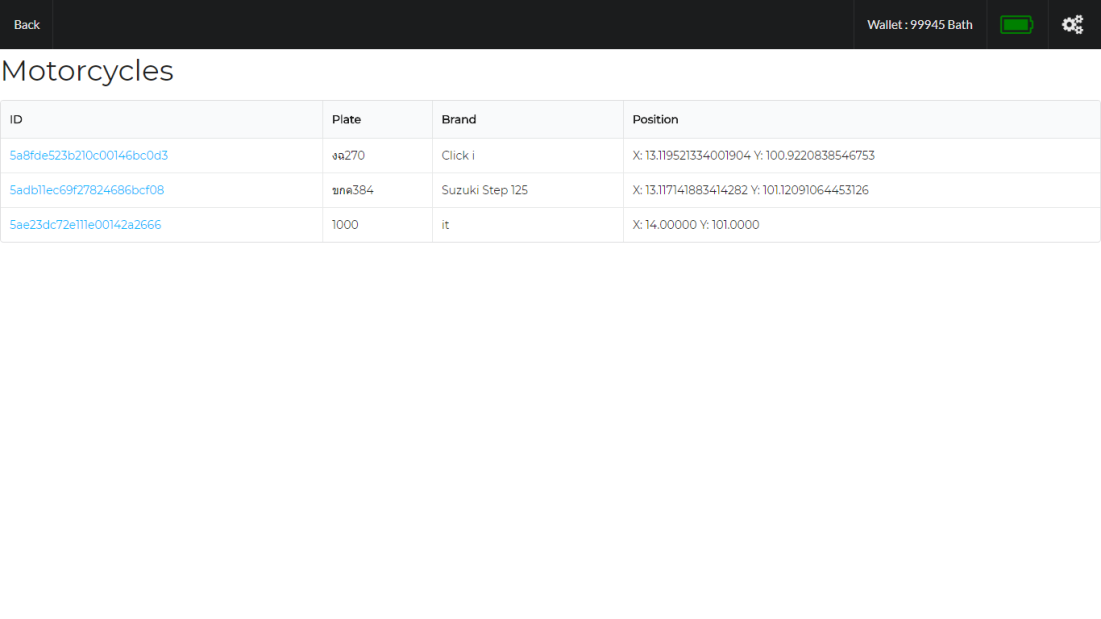 Back Wallet : 99945 Bath
Motorcycles
ID Plate Brand Position
5a8fde523b210c00146bc0d3 งฉ270 Click i X: 13.119521334001904 Y: 100.9220838546753
5adb11ec69f27824686bcf08 ขกต384 Suzuki Step 125 X: 13.117141883414282 Y: 101.12091064453126
5ae23dc72e111e00142a2666 1000 it X: 14.00000 Y: 101.0000